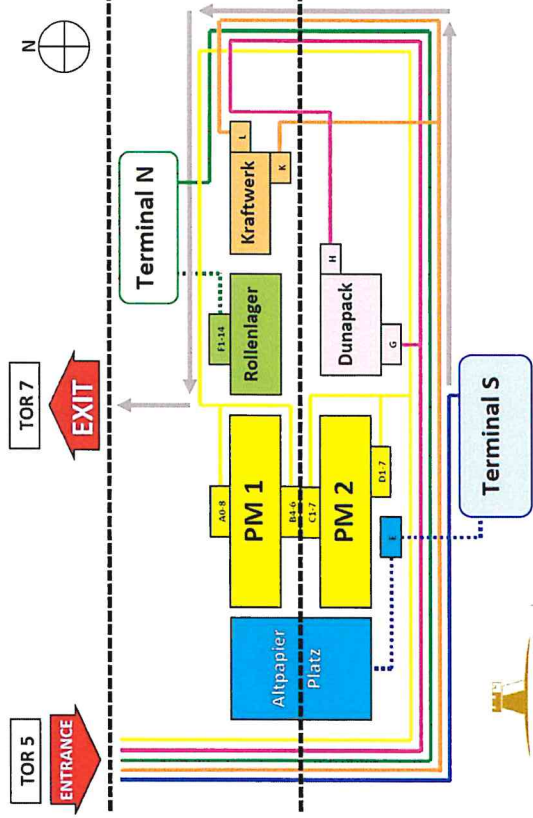 TOR 5
ENTRANCE
TOR 7
EXIT
N
Terminal N
A0-8
PM 1
B4-6
F1-14
Rollenlager
L
Kraftwerk
K
Altpapier
Platz
C1-7
PM 2
D1-7
E
H
Dunapack
G
Terminal S